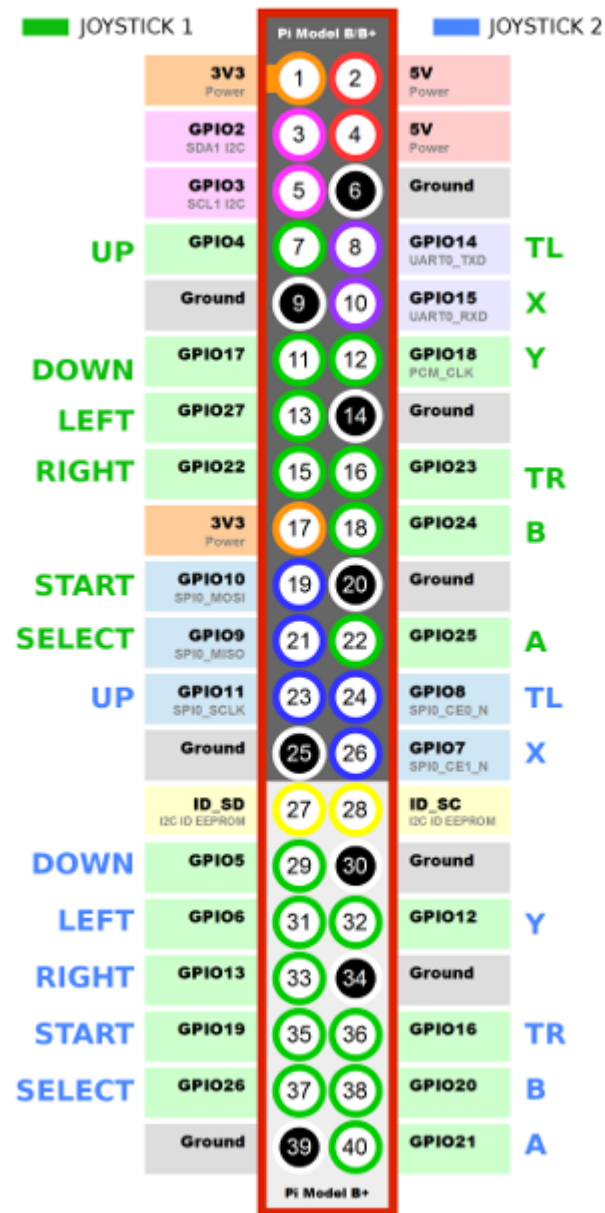 JOYSTICK 1
Pi Model B/B+
JOYSTICK 2
3V3
Power
1
2
5V
Power
GPIO2
SDA1 I2C
3
4
5V
Power
GPIO3
SCL1 I2C
5
6
Ground
UP
GPIO4
7
8
GPIO14
UART0_TXD
TL
Ground
9
10
GPIO15
UART0_RXD
X
DOWN
GPIO17
11
12
GPIO18
PCM_CLK
Y
LEFT
GPIO27
13
14
Ground
RIGHT
GPIO22
15
16
GPIO23
TR
3V3
Power
17
18
GPIO24
B
START
GPIO10
SPI0_MOSI
19
20
Ground
SELECT
GPIO9
SPI0_MISO
21
22
GPIO25
A
UP
GPIO11
SPI0_SCLK
23
24
GPIO8
SPI0_CE0_N
TL
Ground
25
26
GPIO7
SPI0_CE1_N
X
ID_SD
I2C ID EEPROM
27
28
ID_SC
I2C ID EEPROM
DOWN
GPIO5
29
30
Ground
LEFT
GPIO6
31
32
GPIO12
Y
RIGHT
GPIO13
33
34
Ground
START
GPIO19
35
36
GPIO16
TR
SELECT
GPIO26
37
38
GPIO20
B
Ground
39
40
GPIO21
A
Pi Model B+